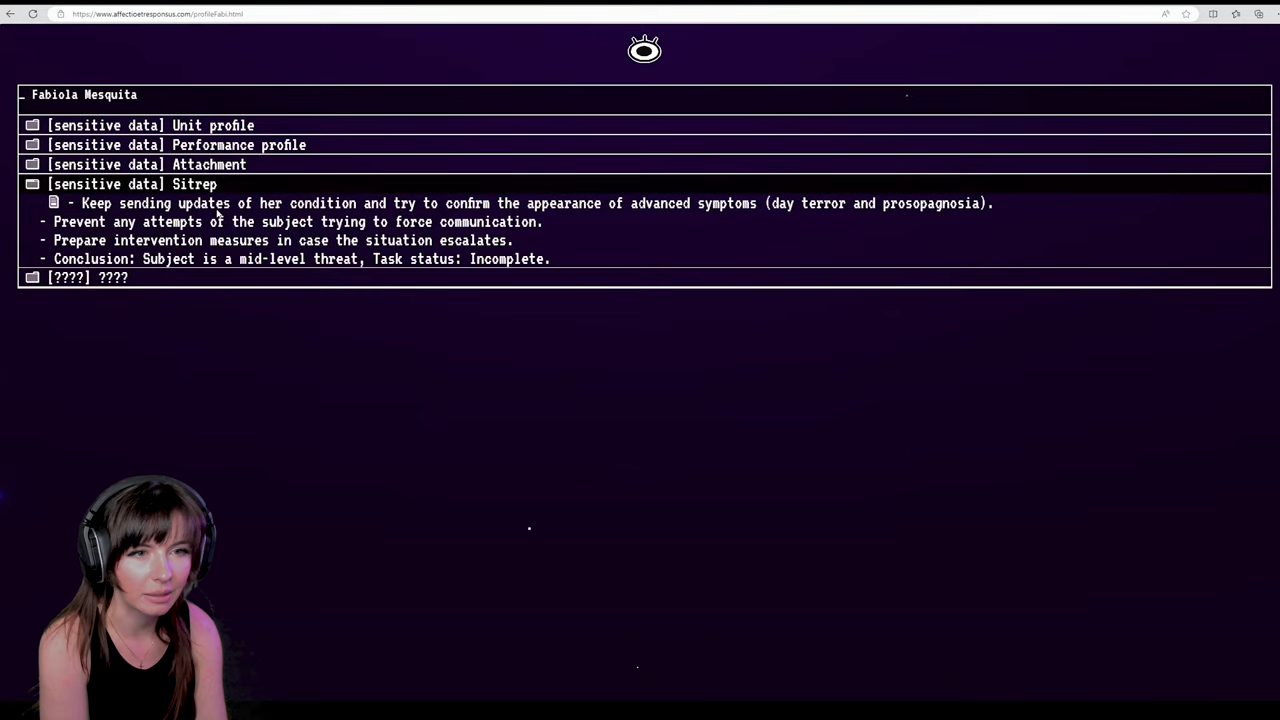 https://www.affectioetresponsus.com/profileFabi.html
_ Fabiola Mesquita
[sensitive data] Unit profile
[sensitive data] Performance profile
[sensitive data] Attachment
[sensitive data] Sitrep
- Keep sending updates of her condition and try to confirm the appearance of advanced symptoms (day terror and prosopagnosia).
- Prevent any attempts of the subject trying to force communication.
- Prepare intervention measures in case the situation escalates.
- Conclusion: Subject is a mid-level threat, Task status: Incomplete.
[????] ????